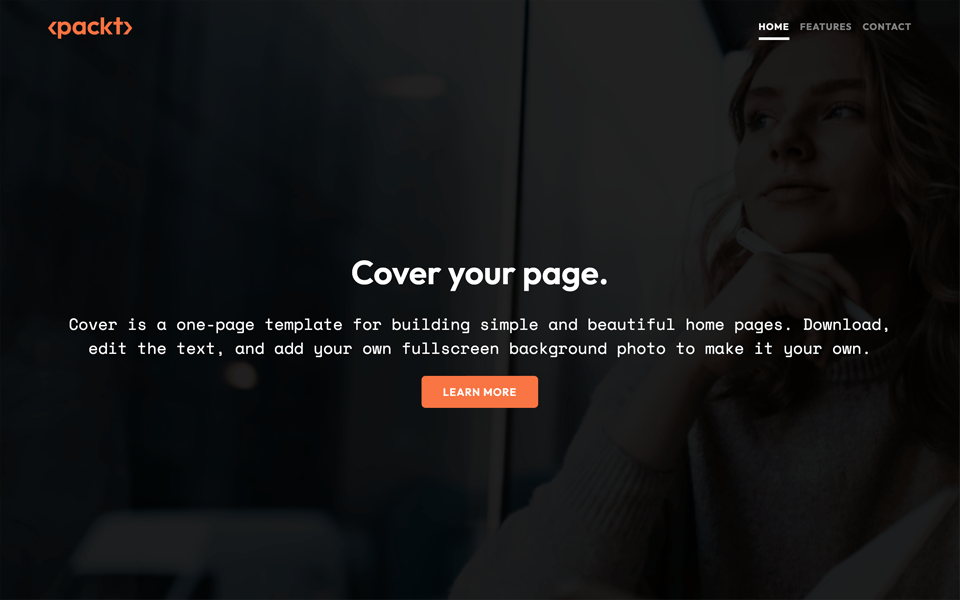 <packt>
HOME FEATURES CONTACT
Cover your page.
Cover is a one-page template for building simple and beautiful home pages. Download,
edit the text, and add your own fullscreen background photo to make it your own.
LEARN MORE